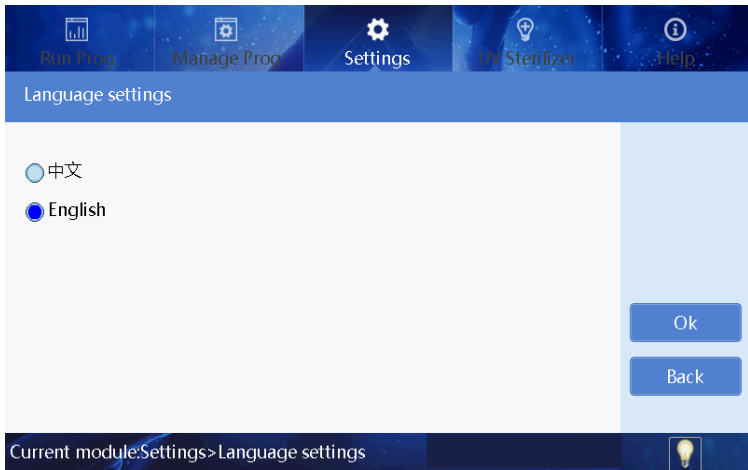 Run Prog.
Manage Prog.
Settings
UV Sterilizer
Help
Language settings
中文
English
Ok
Back
Current module:Settings>Language settings